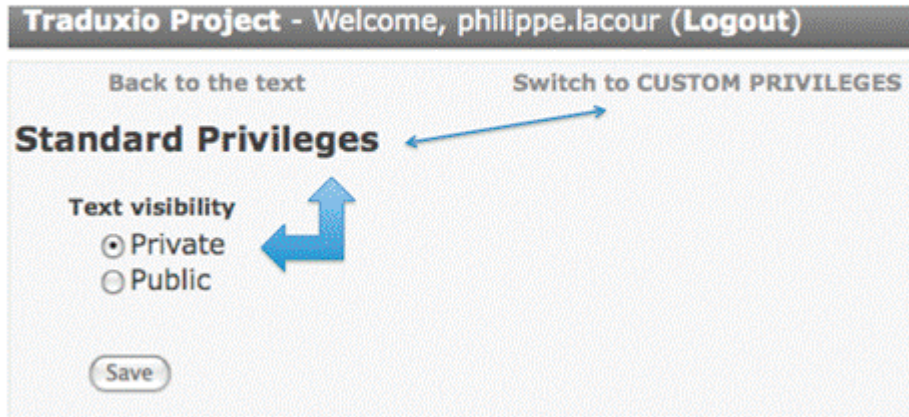 Traduxio Project - Welcome, philippe.lacour (Logout)
Back to the text Switch to CUSTOM PRIVILEGES
Standard Privileges
Text visibility
Private
Public
Save